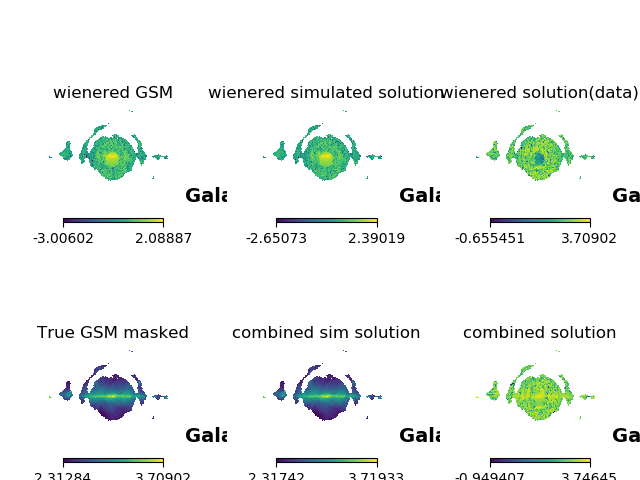 wienered GSM
wienered simulated solution
wienered solution(data)
Gala
Gala
Ga
-3.00602 2.08887
-2.65073 2.39019
-0.655451 3.70902
True GSM masked
combined sim solution
combined solution
Gala
Gala
Ga
2.31284 3.70902
2.31742 3.71933
-0.949407 3.74645